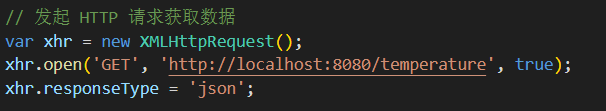 // 发起 HTTP 请求获取数据
var xhr = new XMLHttpRequest();
xhr.open('GET', 'http://localhost:8080/temperature', true);
xhr.responseType = 'json';